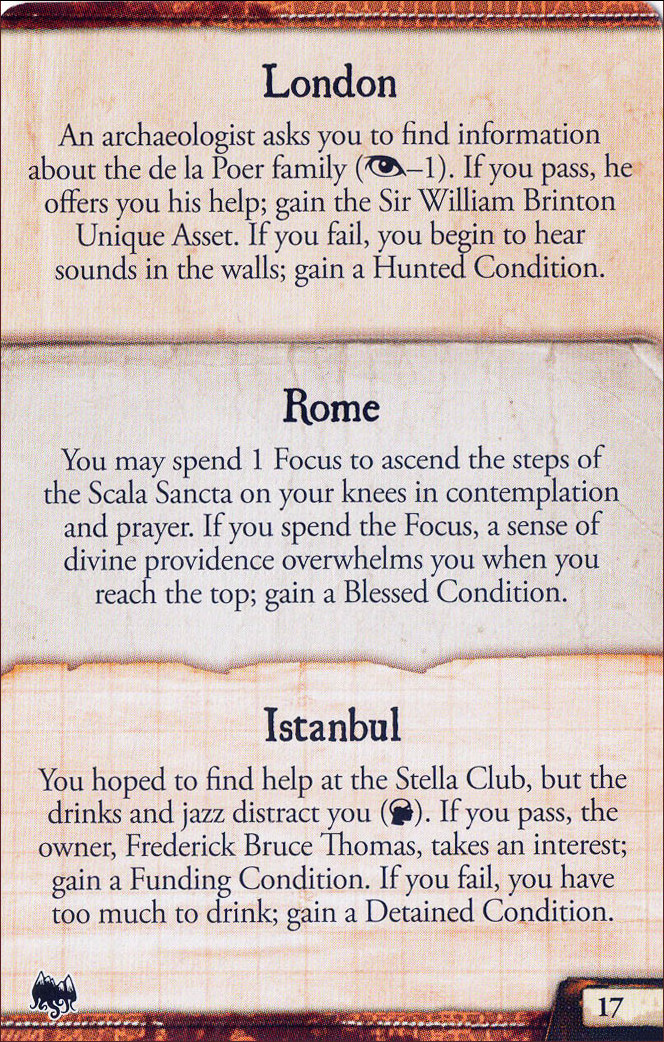 London
An archaeologist asks you to find information
about the de la Poer family (–1). If you pass, he
offers you his help; gain the Sir William Brinton
Unique Asset. If you fail, you begin to hear
sounds in the walls; gain a Hunted Condition.
Rome
You may spend 1 Focus to ascend the steps of
the Scala Sancta on your knees in contemplation
and prayer. If you spend the Focus, a sense of
divine providence overwhelms you when you
reach the top; gain a Blessed Condition.
Istanbul
You hoped to find help at the Stella Club, but the
drinks and jazz distract you (). If you pass, the
owner, Frederick Bruce Thomas, takes an interest;
gain a Funding Condition. If you fail, you have
too much to drink; gain a Detained Condition.
17